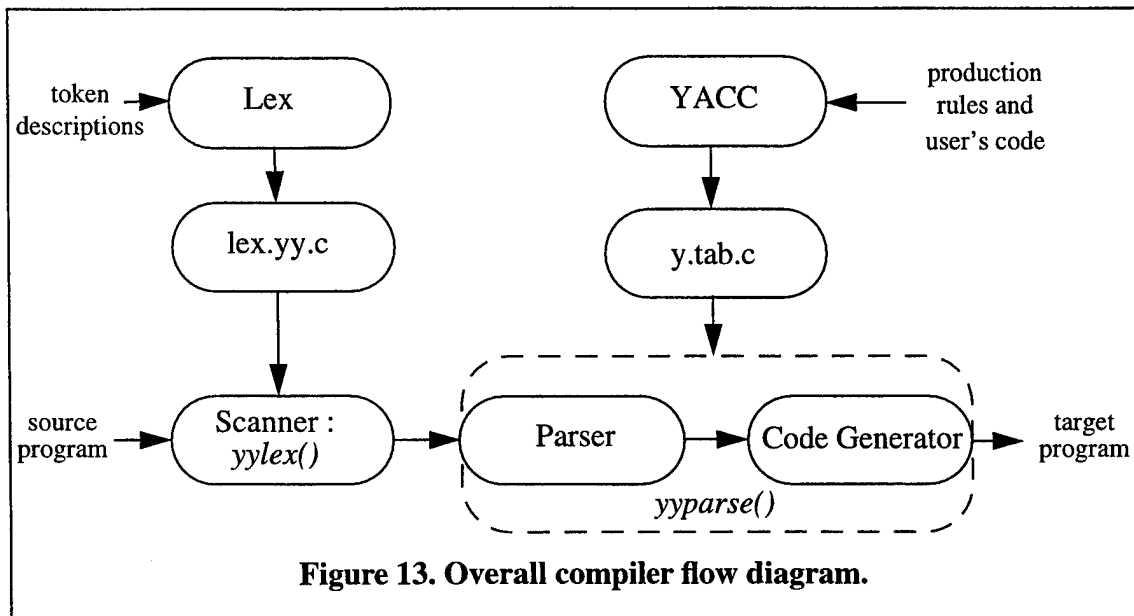 token
descriptions
Lex
YACC
production
rules and
user's code
lex.yy.c
y.tab.c
source
program
Scanner :
yylex()
Parser
Code Generator
target
program
yyparse()
Figure 13. Overall compiler flow diagram.